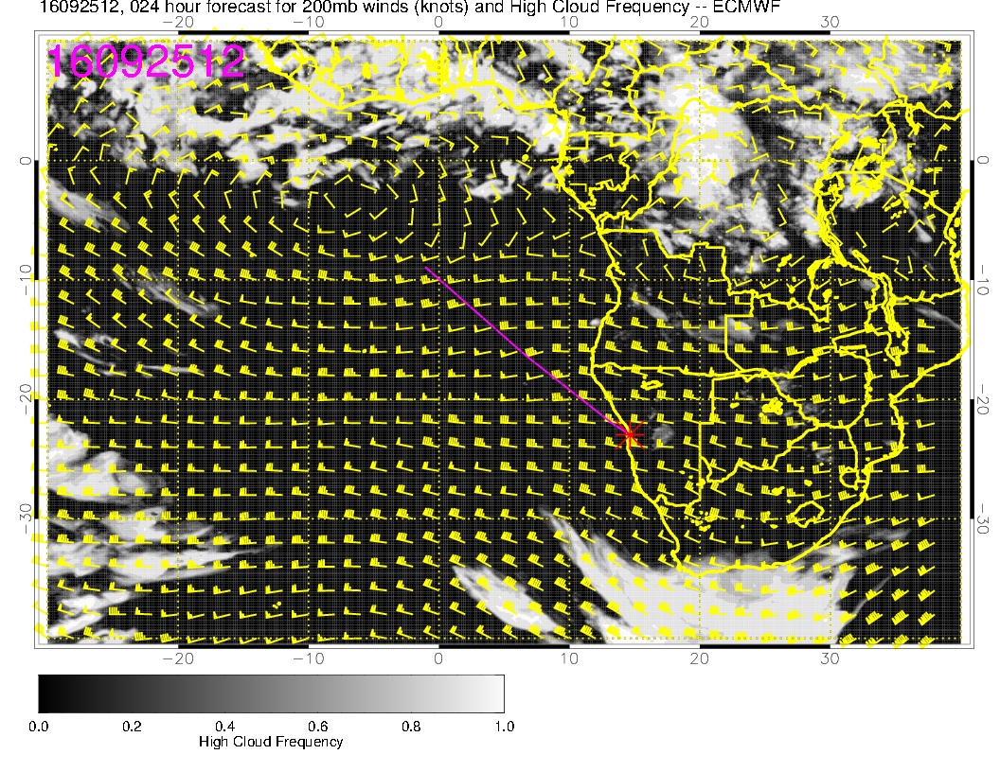 16092512, 024 hour forecast for 200mb winds (knots) and High Cloud Frequency -- ECMWF
−20 −10 0 10 20 30
16092512
0 0
−10 −10
−20 −20
−30 −30
−20 −10 0 10 20 30
0.0 0.2 0.4 0.6 0.8 1.0
High Cloud Frequency